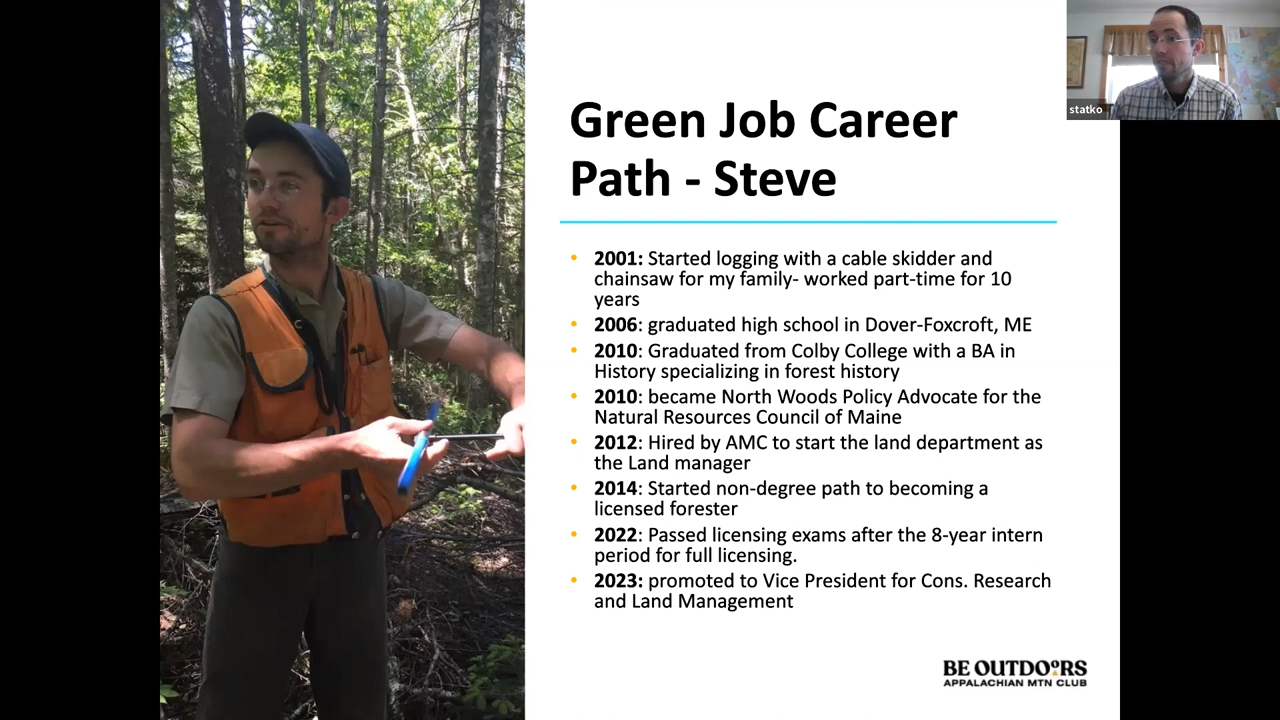 statko
Green Job Career
Path - Steve
• 2001: Started logging with a cable skidder and
chainsaw for my family- worked part-time for 10
years
• 2006: graduated high school in Dover-Foxcroft, ME
• 2010: Graduated from Colby College with a BA in
History specializing in forest history
• 2010: became North Woods Policy Advocate for the
Natural Resources Council of Maine
• 2012: Hired by AMC to start the land department as
the Land manager
• 2014: Started non-degree path to becoming a
licensed forester
• 2022: Passed licensing exams after the 8-year intern
period for full licensing.
• 2023: promoted to Vice President for Cons. Research
and Land Management
BE OUTDOORS
APPALACHIAN MTN CLUB